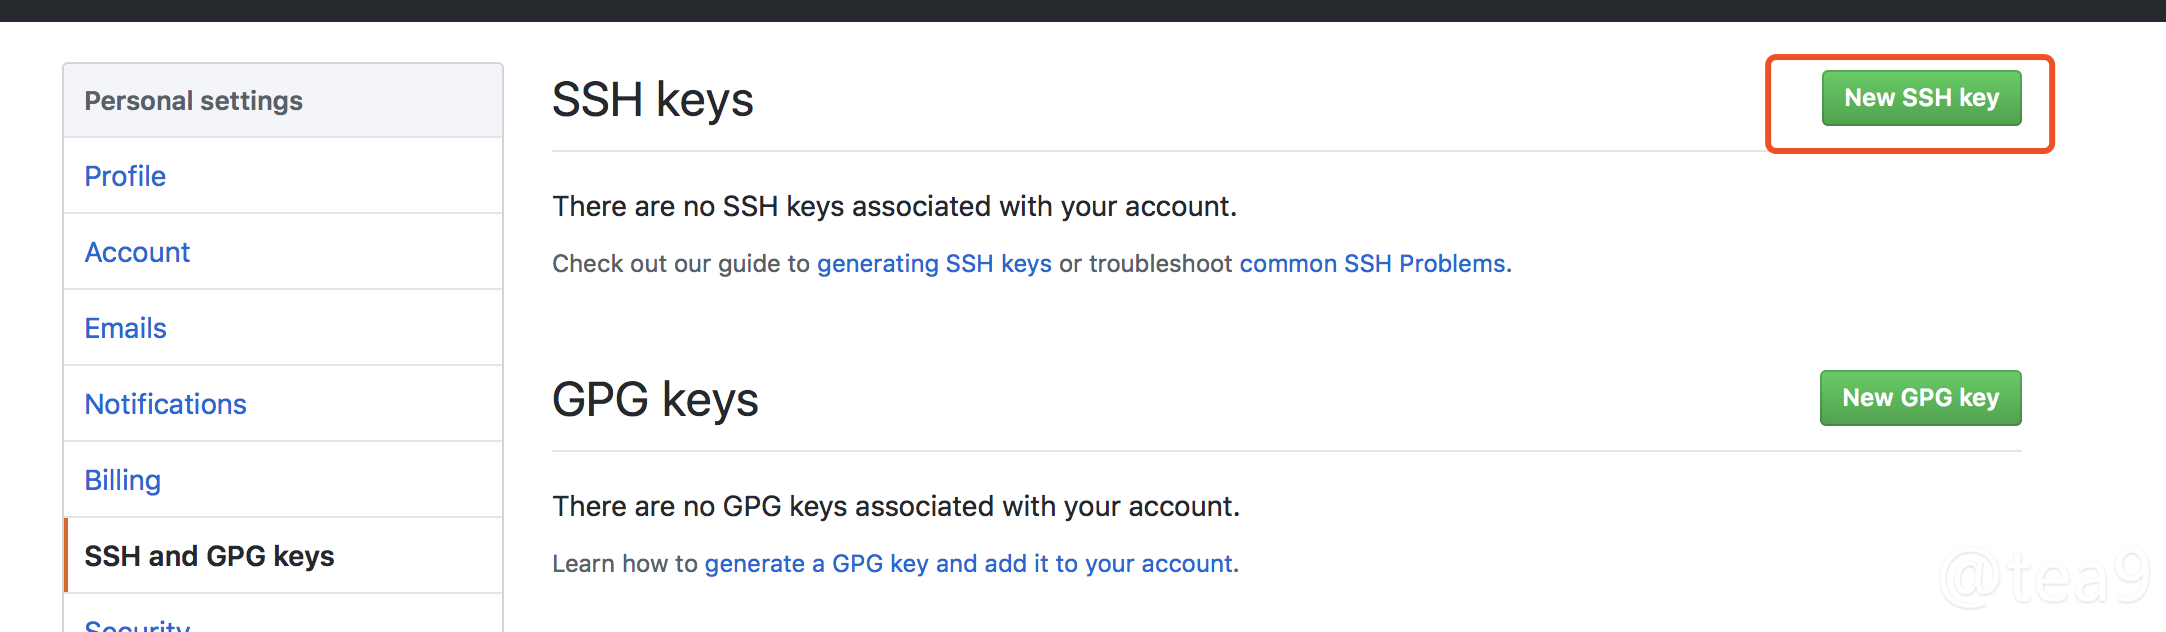 Personal settings
Profile
Account
Emails
Notifications
Billing
SSH and GPG keys
Security
SSH keys
New SSH key
There are no SSH keys associated with your account.
Check out our guide to generating SSH keys or troubleshoot common SSH Problems.
GPG keys
New GPG key
There are no GPG keys associated with your account.
Learn how to generate a GPG key and add it to your account.
@tea9